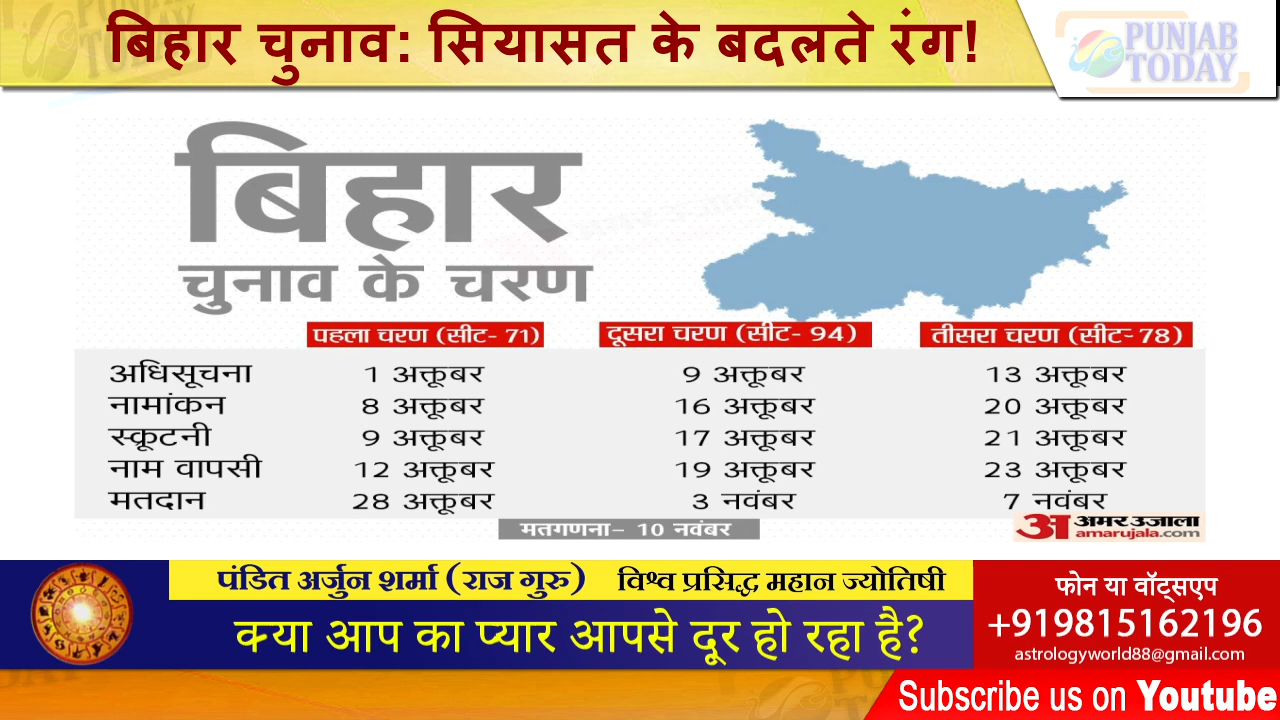 बिहार चुनाव: सियासत के बदलते रंग!
PUNJAB
TODAY
बिहार
चुनाव के चरण
पहला चरण (सीट- 71) दूसरा चरण (सीट- 94) तीसरा चरण (सीट- 78)
अधिसूचना 1 अक्तूबर 9 अक्तूबर 13 अक्तूबर
नामांकन 8 अक्तूबर 16 अक्तूबर 20 अक्तूबर
स्क्रूटनी 9 अक्तूबर 17 अक्तूबर 21 अक्तूबर
नाम वापसी 12 अक्तूबर 19 अक्तूबर 23 अक्तूबर
मतदान 28 अक्तूबर 3 नवंबर 7 नवंबर
मतगणना- 10 नवंबर
अ अमर उजाला
amarujala.com
पंडित अर्जुन शर्मा (राज गुरु) विश्व प्रसिद्ध महान ज्योतिषी
क्या आप का प्यार आपसे दूर हो रहा है?
फोन या वॉट्सएप
+919815162196
astrologyworld88@gmail.com
Subscribe us on Youtube